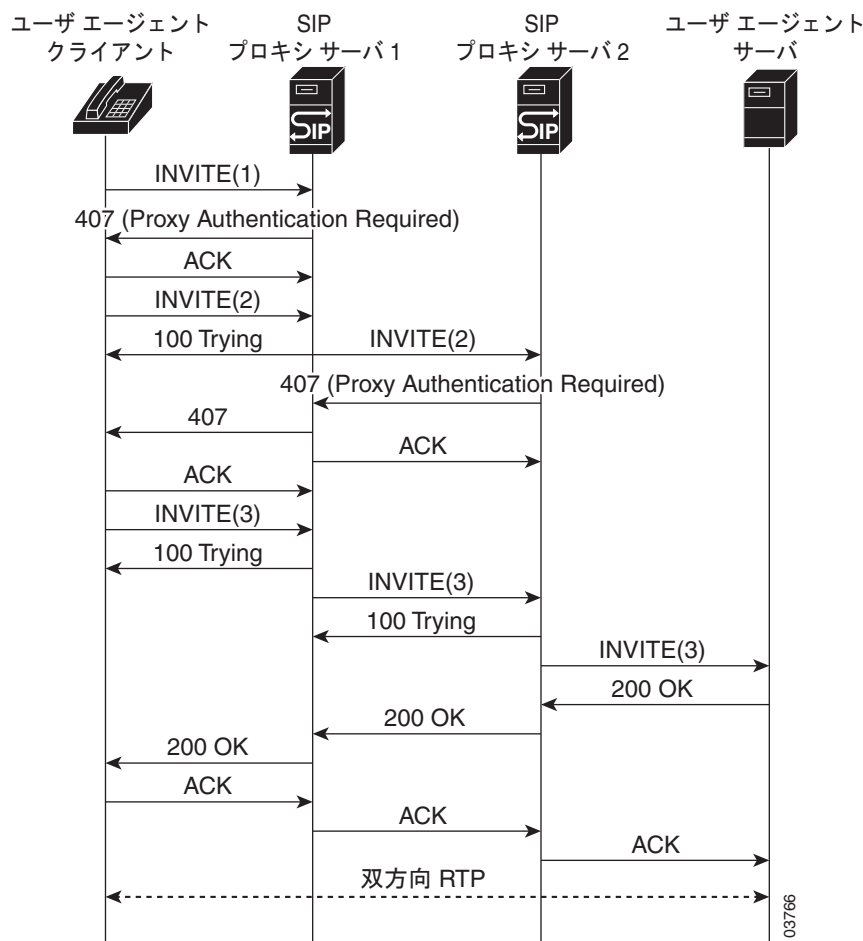 ユーザ エージェント
クライアント
SIP
プロキシ サーバ 1
SIP
プロキシ サーバ 2
ユーザ エージェント
サーバ
SIP
SIP
INVITE(1)
407 (Proxy Authentication Required)
ACK
INVITE(2)
100 Trying
INVITE(2)
407 (Proxy Authentication Required)
407
ACK
ACK
INVITE(3)
100 Trying
INVITE(3)
100 Trying
INVITE(3)
200 OK
200 OK
200 OK
ACK
ACK
ACK
双方向 RTP
03766